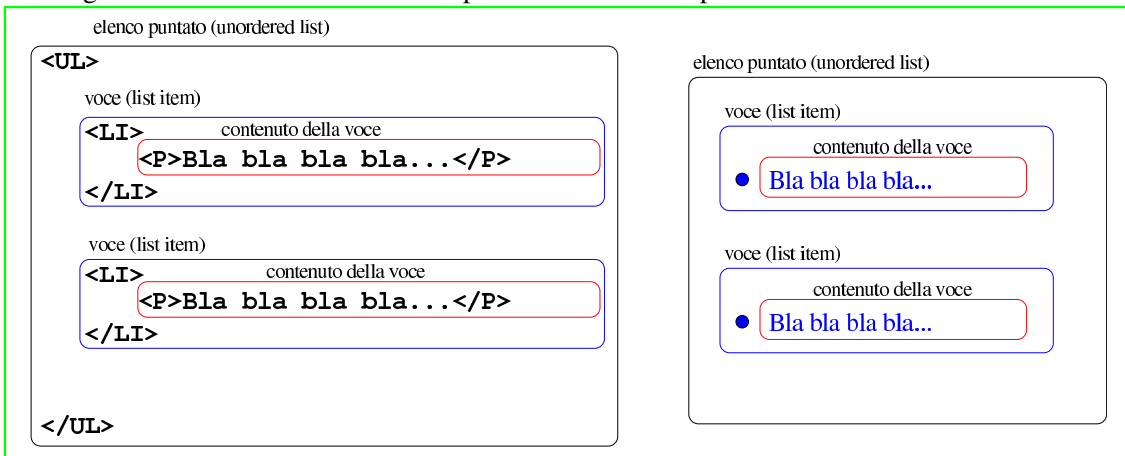 elenco puntato (unordered list)
<UL>
voce (list item)
<LI>
contenuto della voce
<P>Bla bla bla bla...</P>
</LI>
voce (list item)
<LI>
contenuto della voce
<P>Bla bla bla bla...</P>
</LI>
</UL>
elenco puntato (unordered list)
voce (list item)
contenuto della voce
Bla bla bla bla...
voce (list item)
contenuto della voce
Bla bla bla bla...